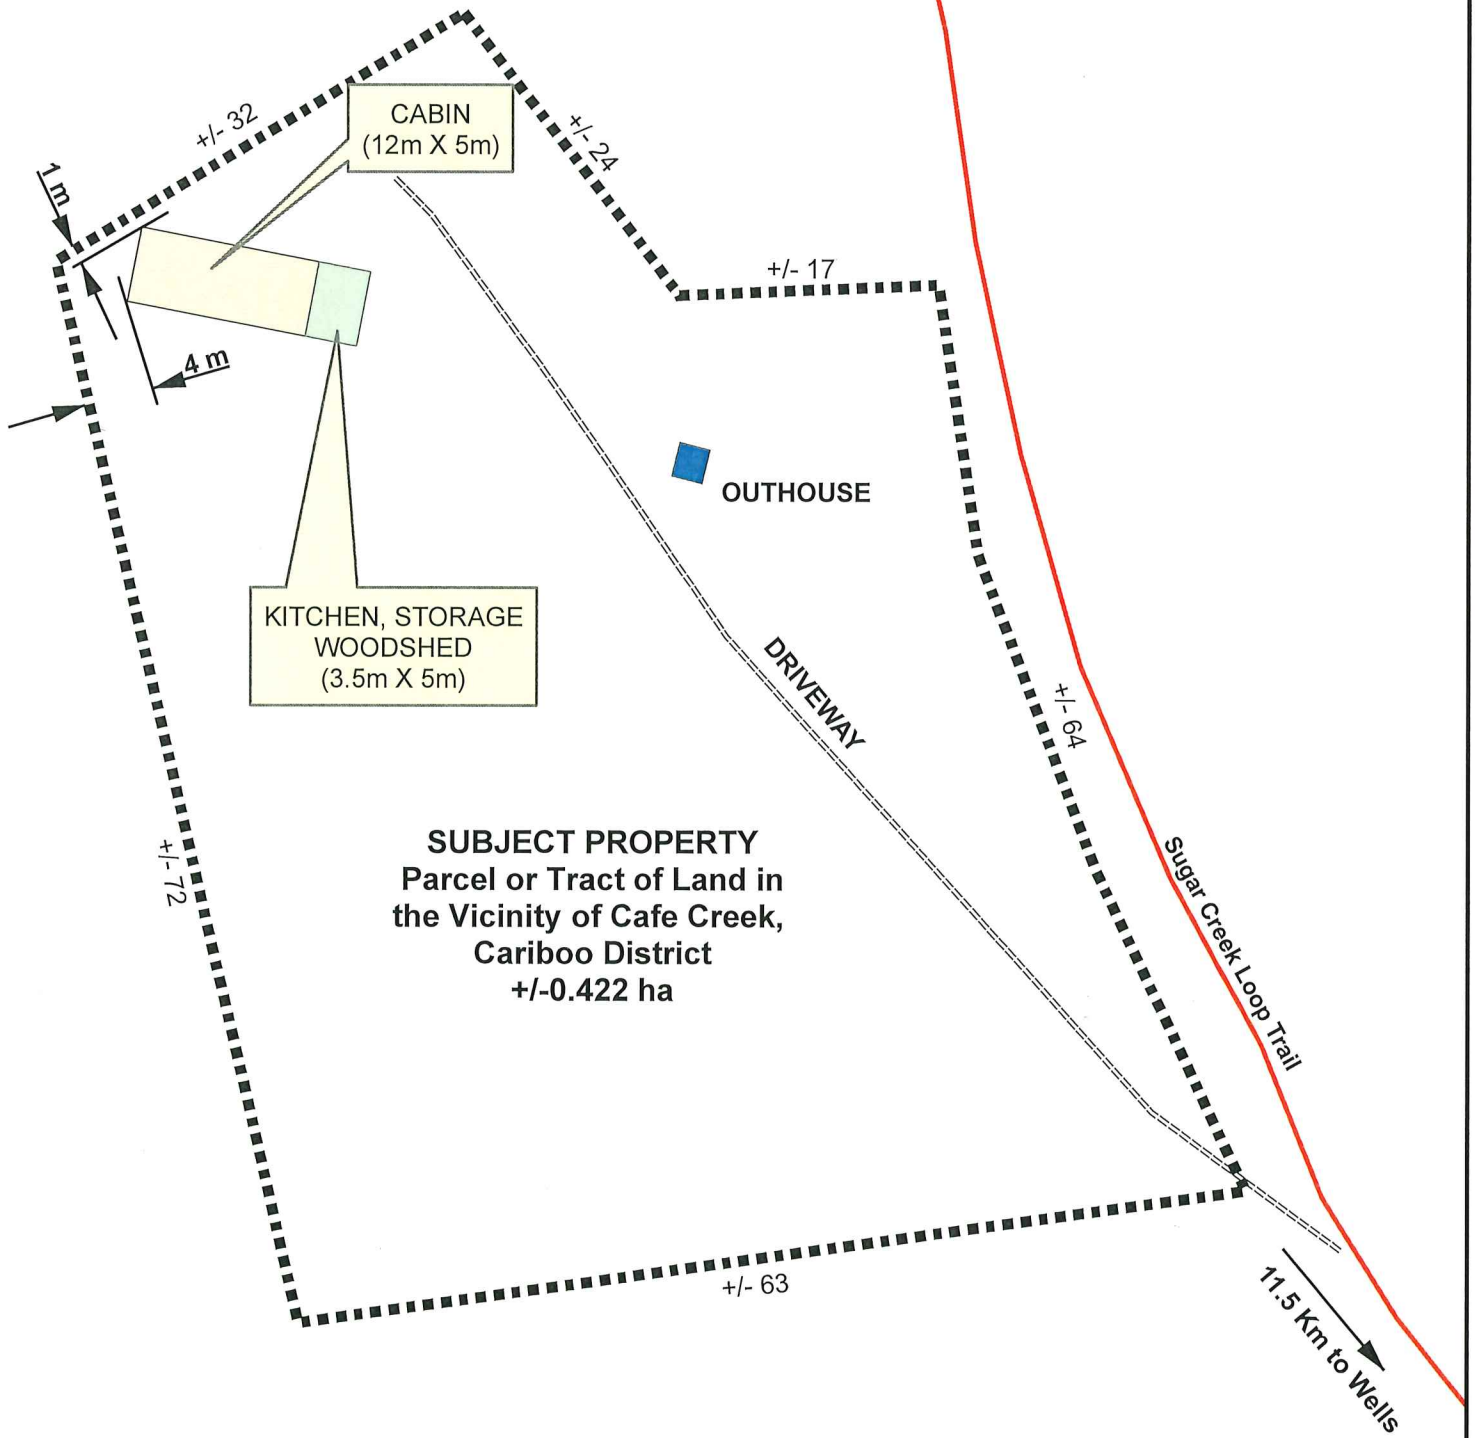 +/- 32
CABIN
(12m X 5m)
+/- 24
1 m
+/- 17
4 m
OUTHOUSE
KITCHEN, STORAGE
WOODSHED
(3.5m X 5m)
DRIVEWAY
+/- 64
SUBJECT PROPERTY
Parcel or Tract of Land in
the Vicinity of Cafe Creek,
Cariboo District
+/-0.422 ha
+/- 72
Sugar Creek Loop Trail
+/- 63
11.5 Km to Wells